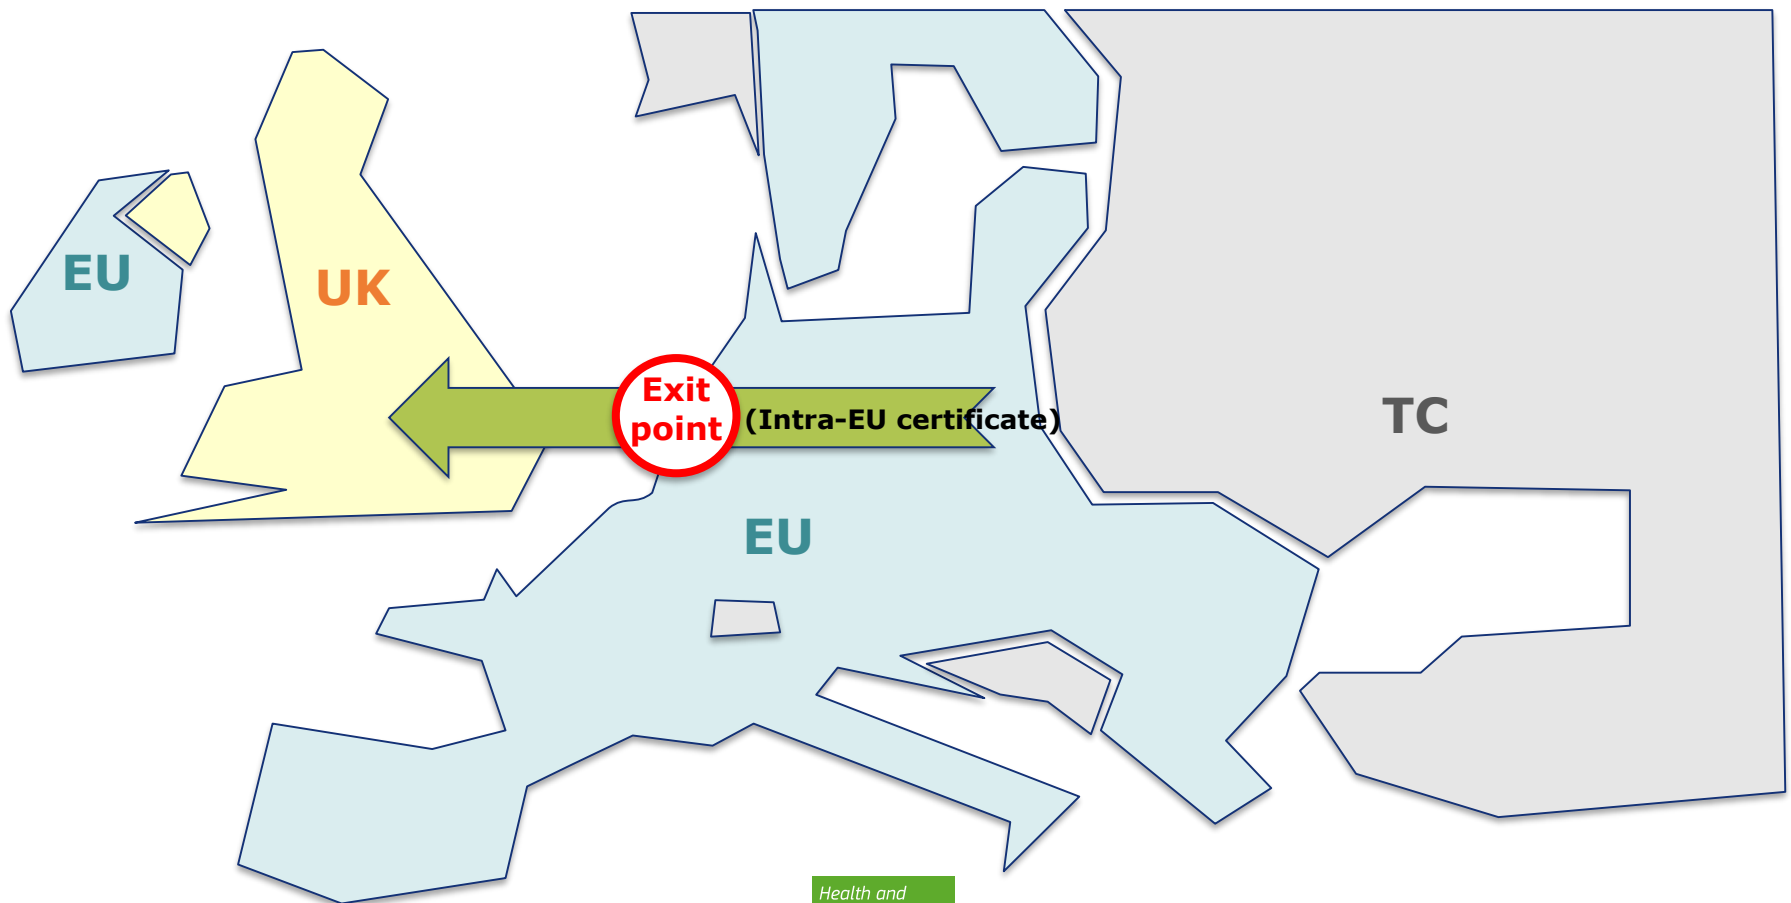 EU
UK
Exit
point
(Intra-EU certificate)
TC
EU
Health and